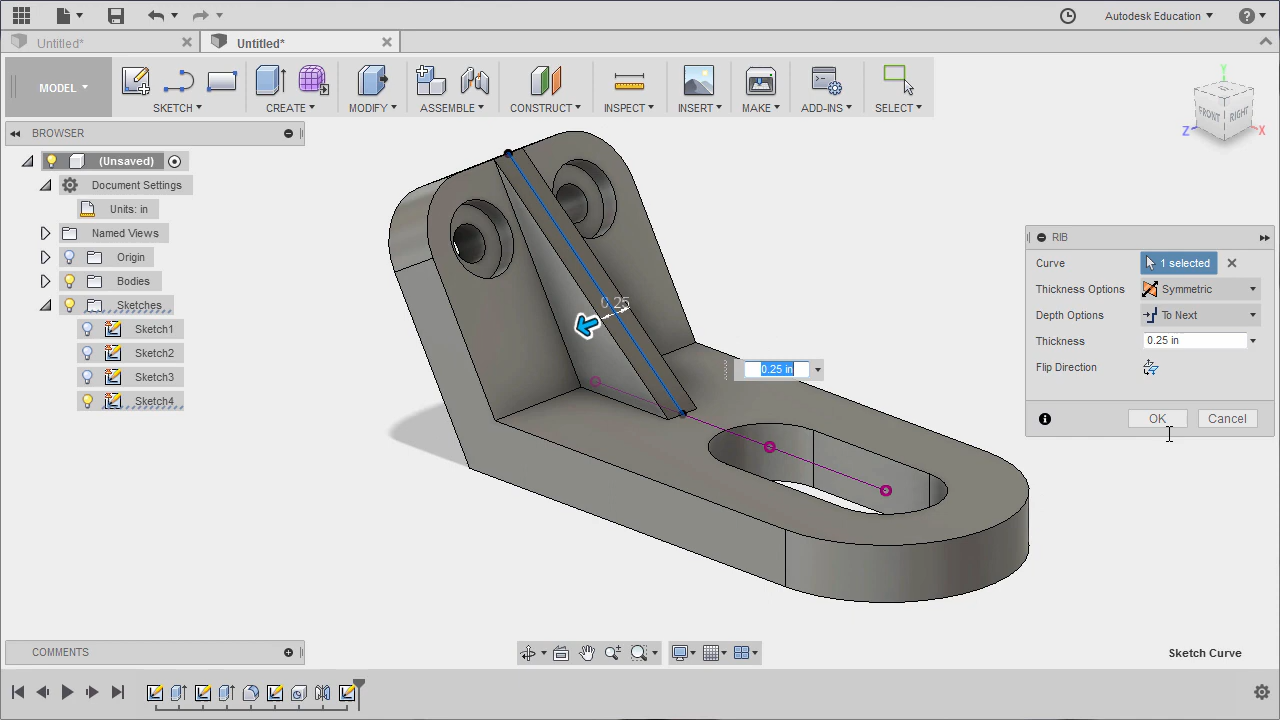 Autodesk Education
Untitled*
Untitled*
MODEL
SKETCH
CREATE
MODIFY
ASSEMBLE
CONSTRUCT
INSPECT
INSERT
MAKE
ADD-INS
SELECT
Y
FRONT
RIGHT
Z
X
BROWSER
(Unsaved)
Document Settings
Units: in
Named Views
Origin
Bodies
Sketches
Sketch1
Sketch2
Sketch3
Sketch4
0.25
0.25 in
RIB
Curve
1 selected
Thickness Options
Symmetric
Depth Options
To Next
Thickness
0.25 in
Flip Direction
OK
Cancel
COMMENTS
Sketch Curve